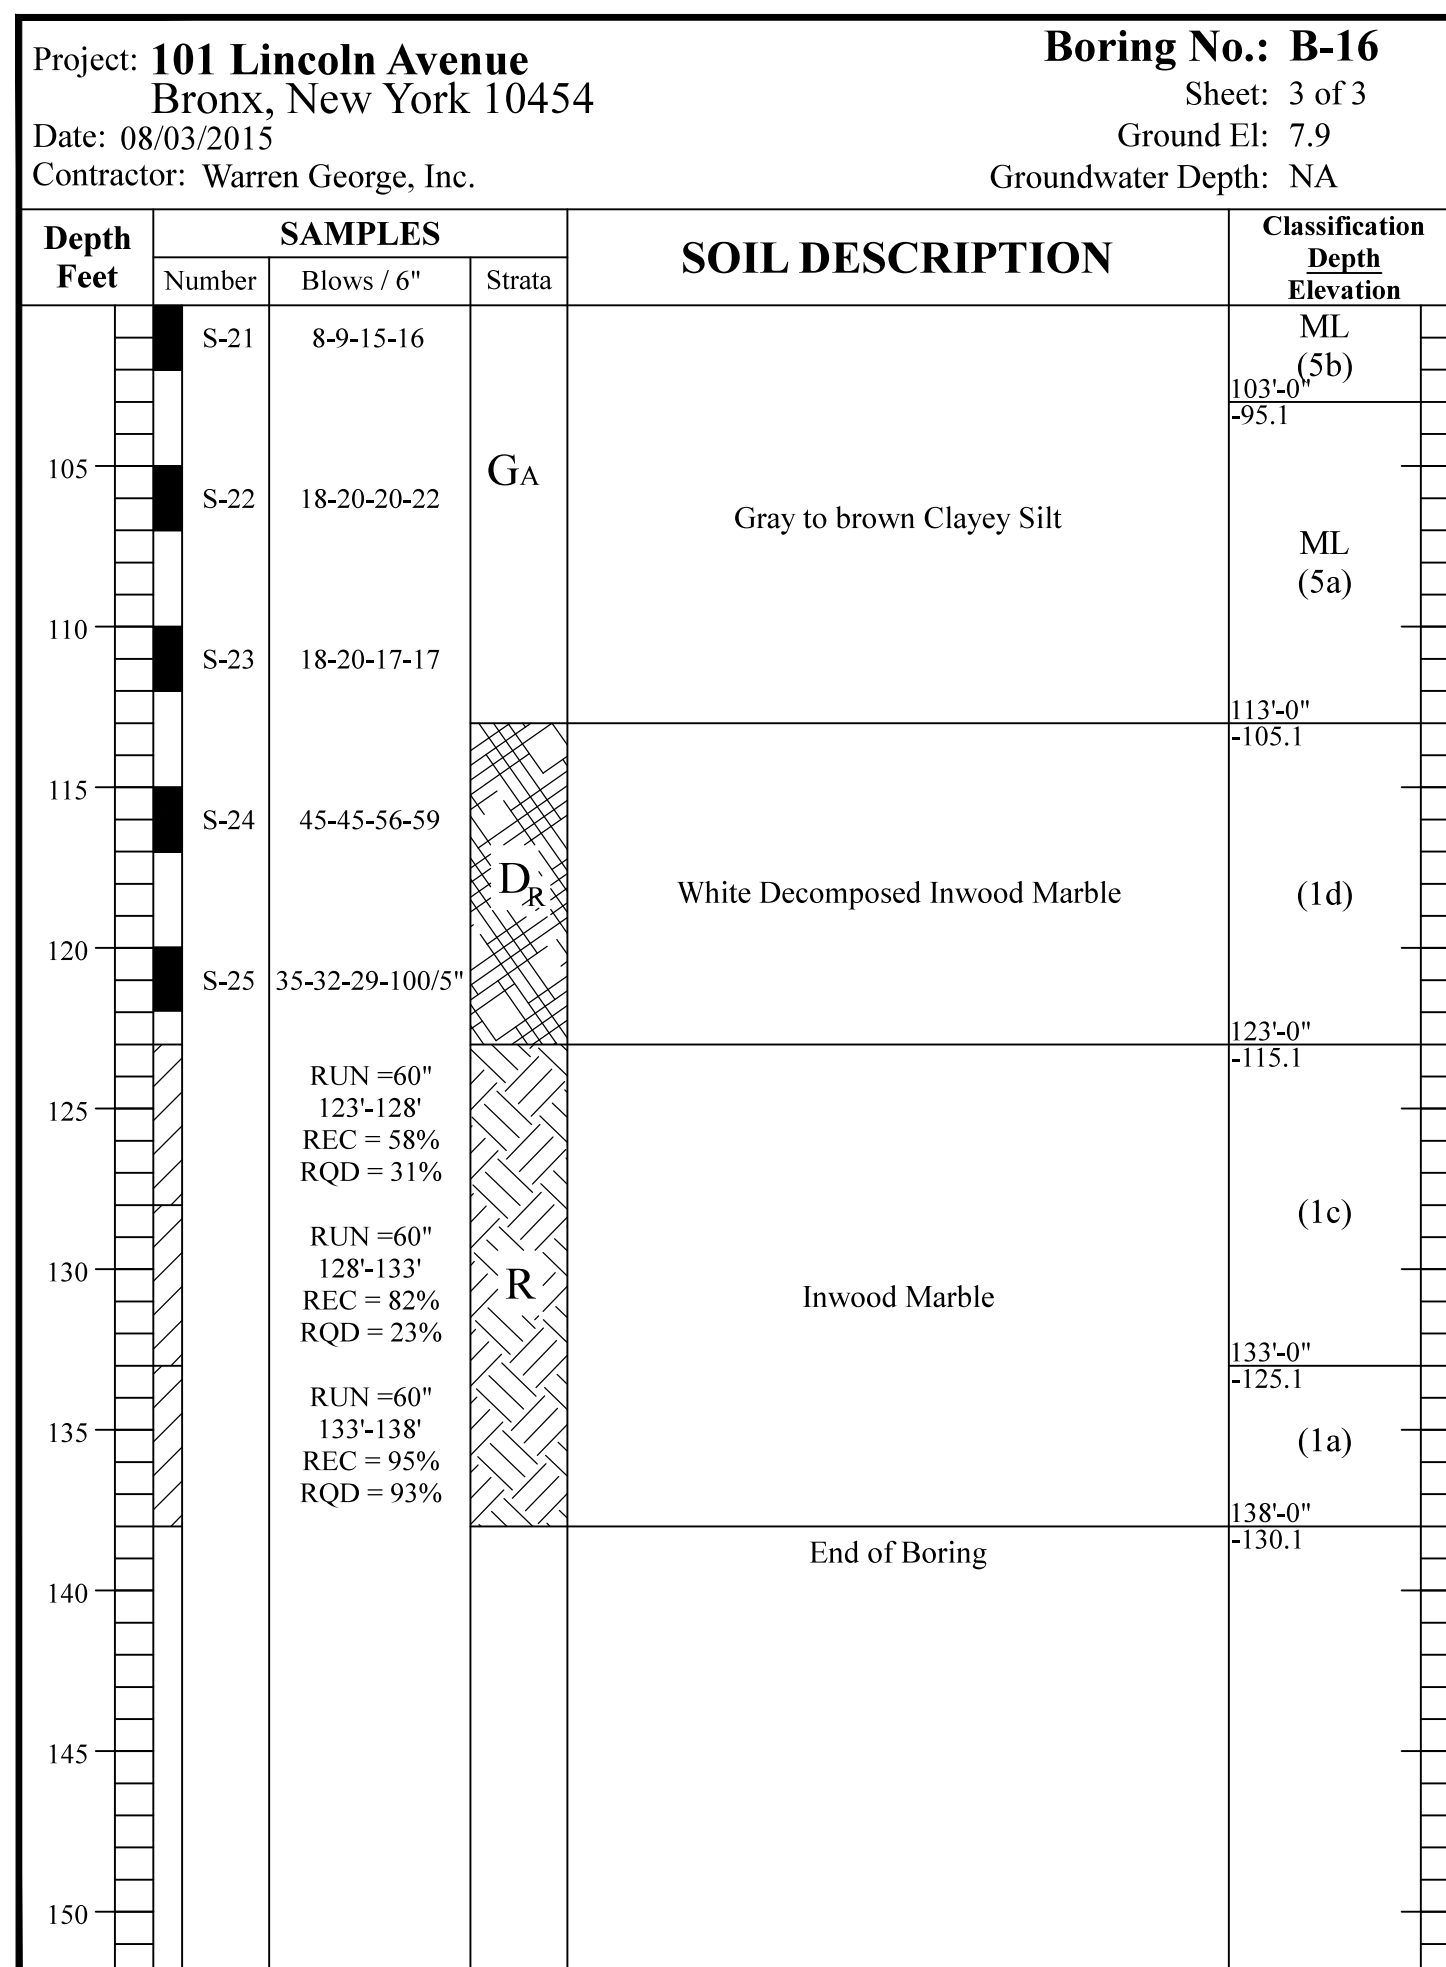 Project: 101 Lincoln Avenue
Bronx, New York 10454
Date: 08/03/2015
Contractor: Warren George, Inc.
Boring No.: B-16
Sheet: 3 of 3
Ground El: 7.9
Groundwater Depth: NA
Depth
Feet
SAMPLES
Number Blows / 6" Strata
SOIL DESCRIPTION
Classification
Depth
Elevation
S-21 8-9-15-16
ML
(5b)
103'-0"
-95.1
105
GA
S-22 18-20-20-22
Gray to brown Clayey Silt
ML
(5a)
110
S-23 18-20-17-17
113'-0"
-105.1
115
S-24 45-45-56-59
DR
White Decomposed Inwood Marble
(1d)
120
S-25 35-32-29-100/5"
123'-0"
-115.1
RUN =60"
123'-128'
125
REC = 58%
RQD = 31%
(1c)
RUN =60"
128'-133'
130
R
Inwood Marble
REC = 82%
RQD = 23%
133'-0"
-125.1
RUN =60"
133'-138'
135
(1a)
REC = 95%
RQD = 93%
138'-0"
-130.1
End of Boring
140
145
150